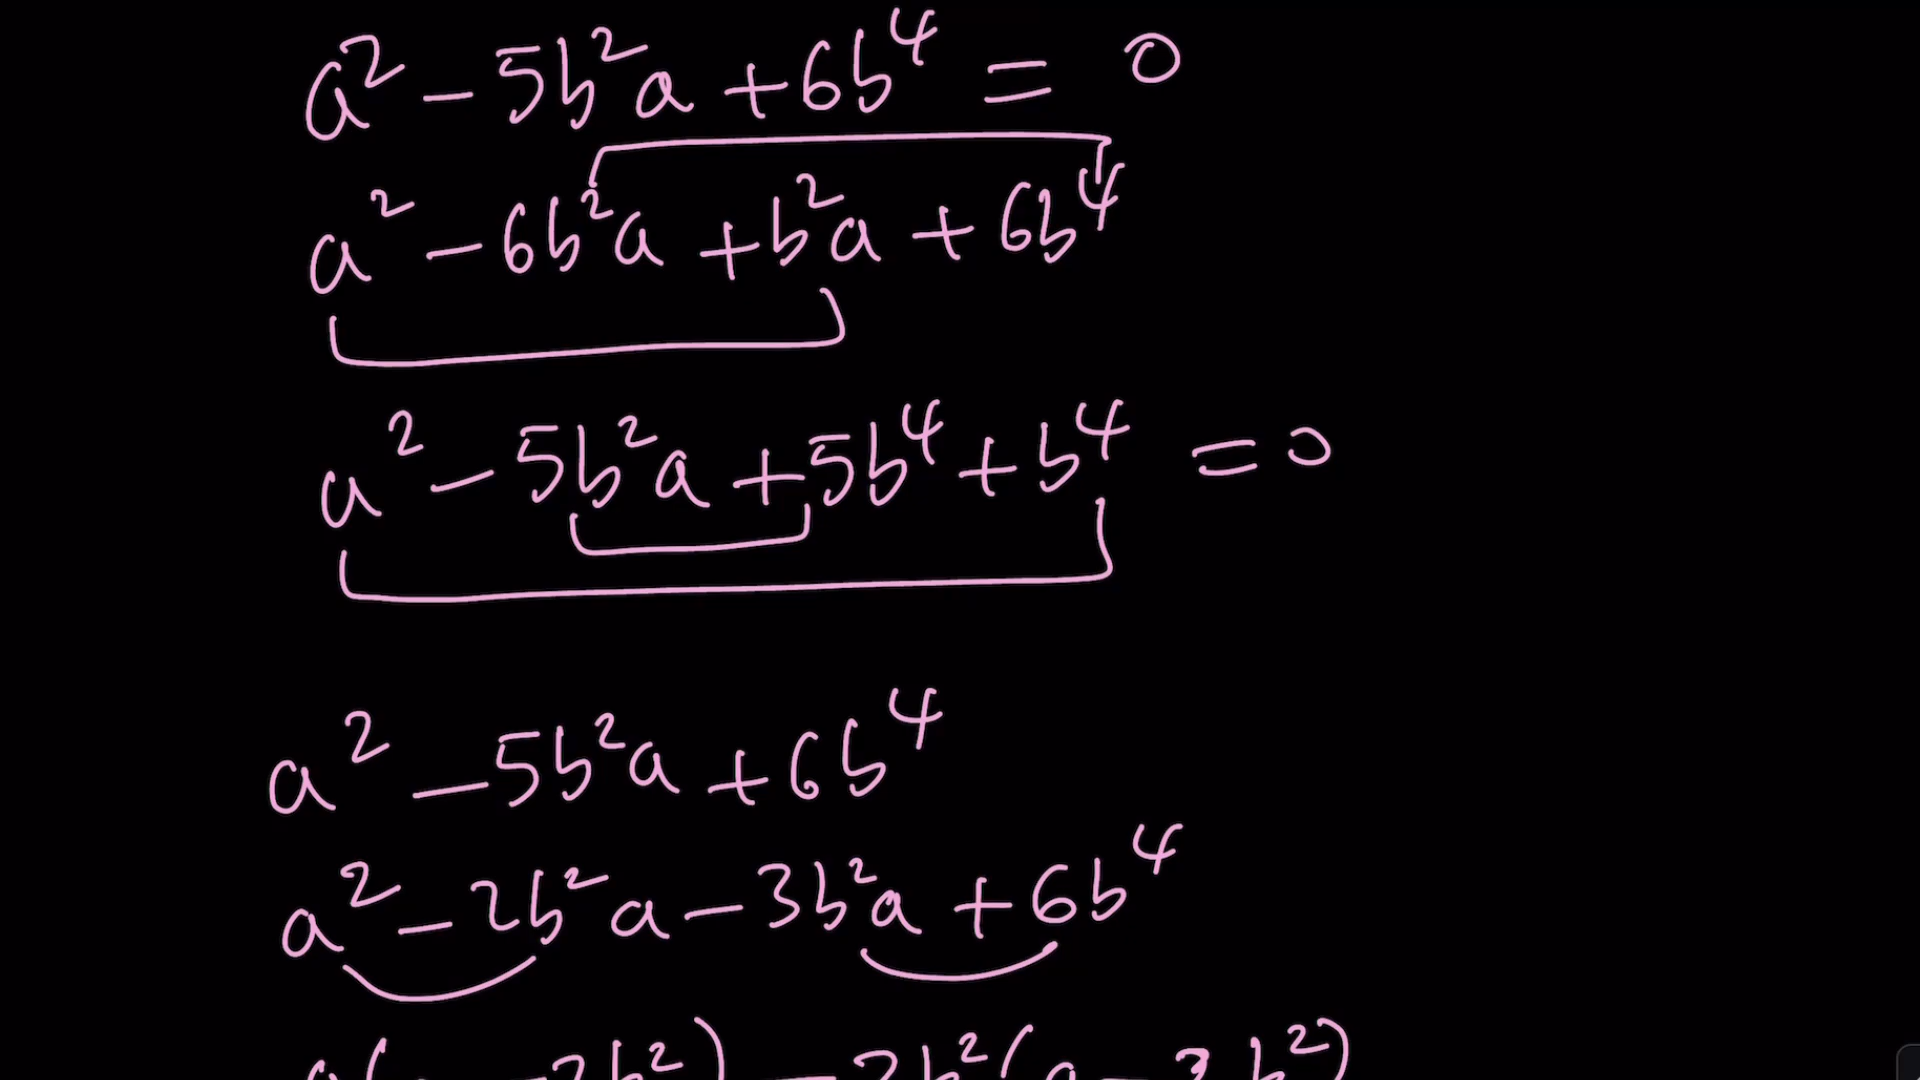 a² - 5b²a + 6b⁴ = 0
a² - 6b²a + b²a + 6b⁴
a² - 5b²a + 5b⁴ + b⁴ = 0
a² - 5b²a + 6b⁴
a² - 2b²a - 3b²a + 6b⁴